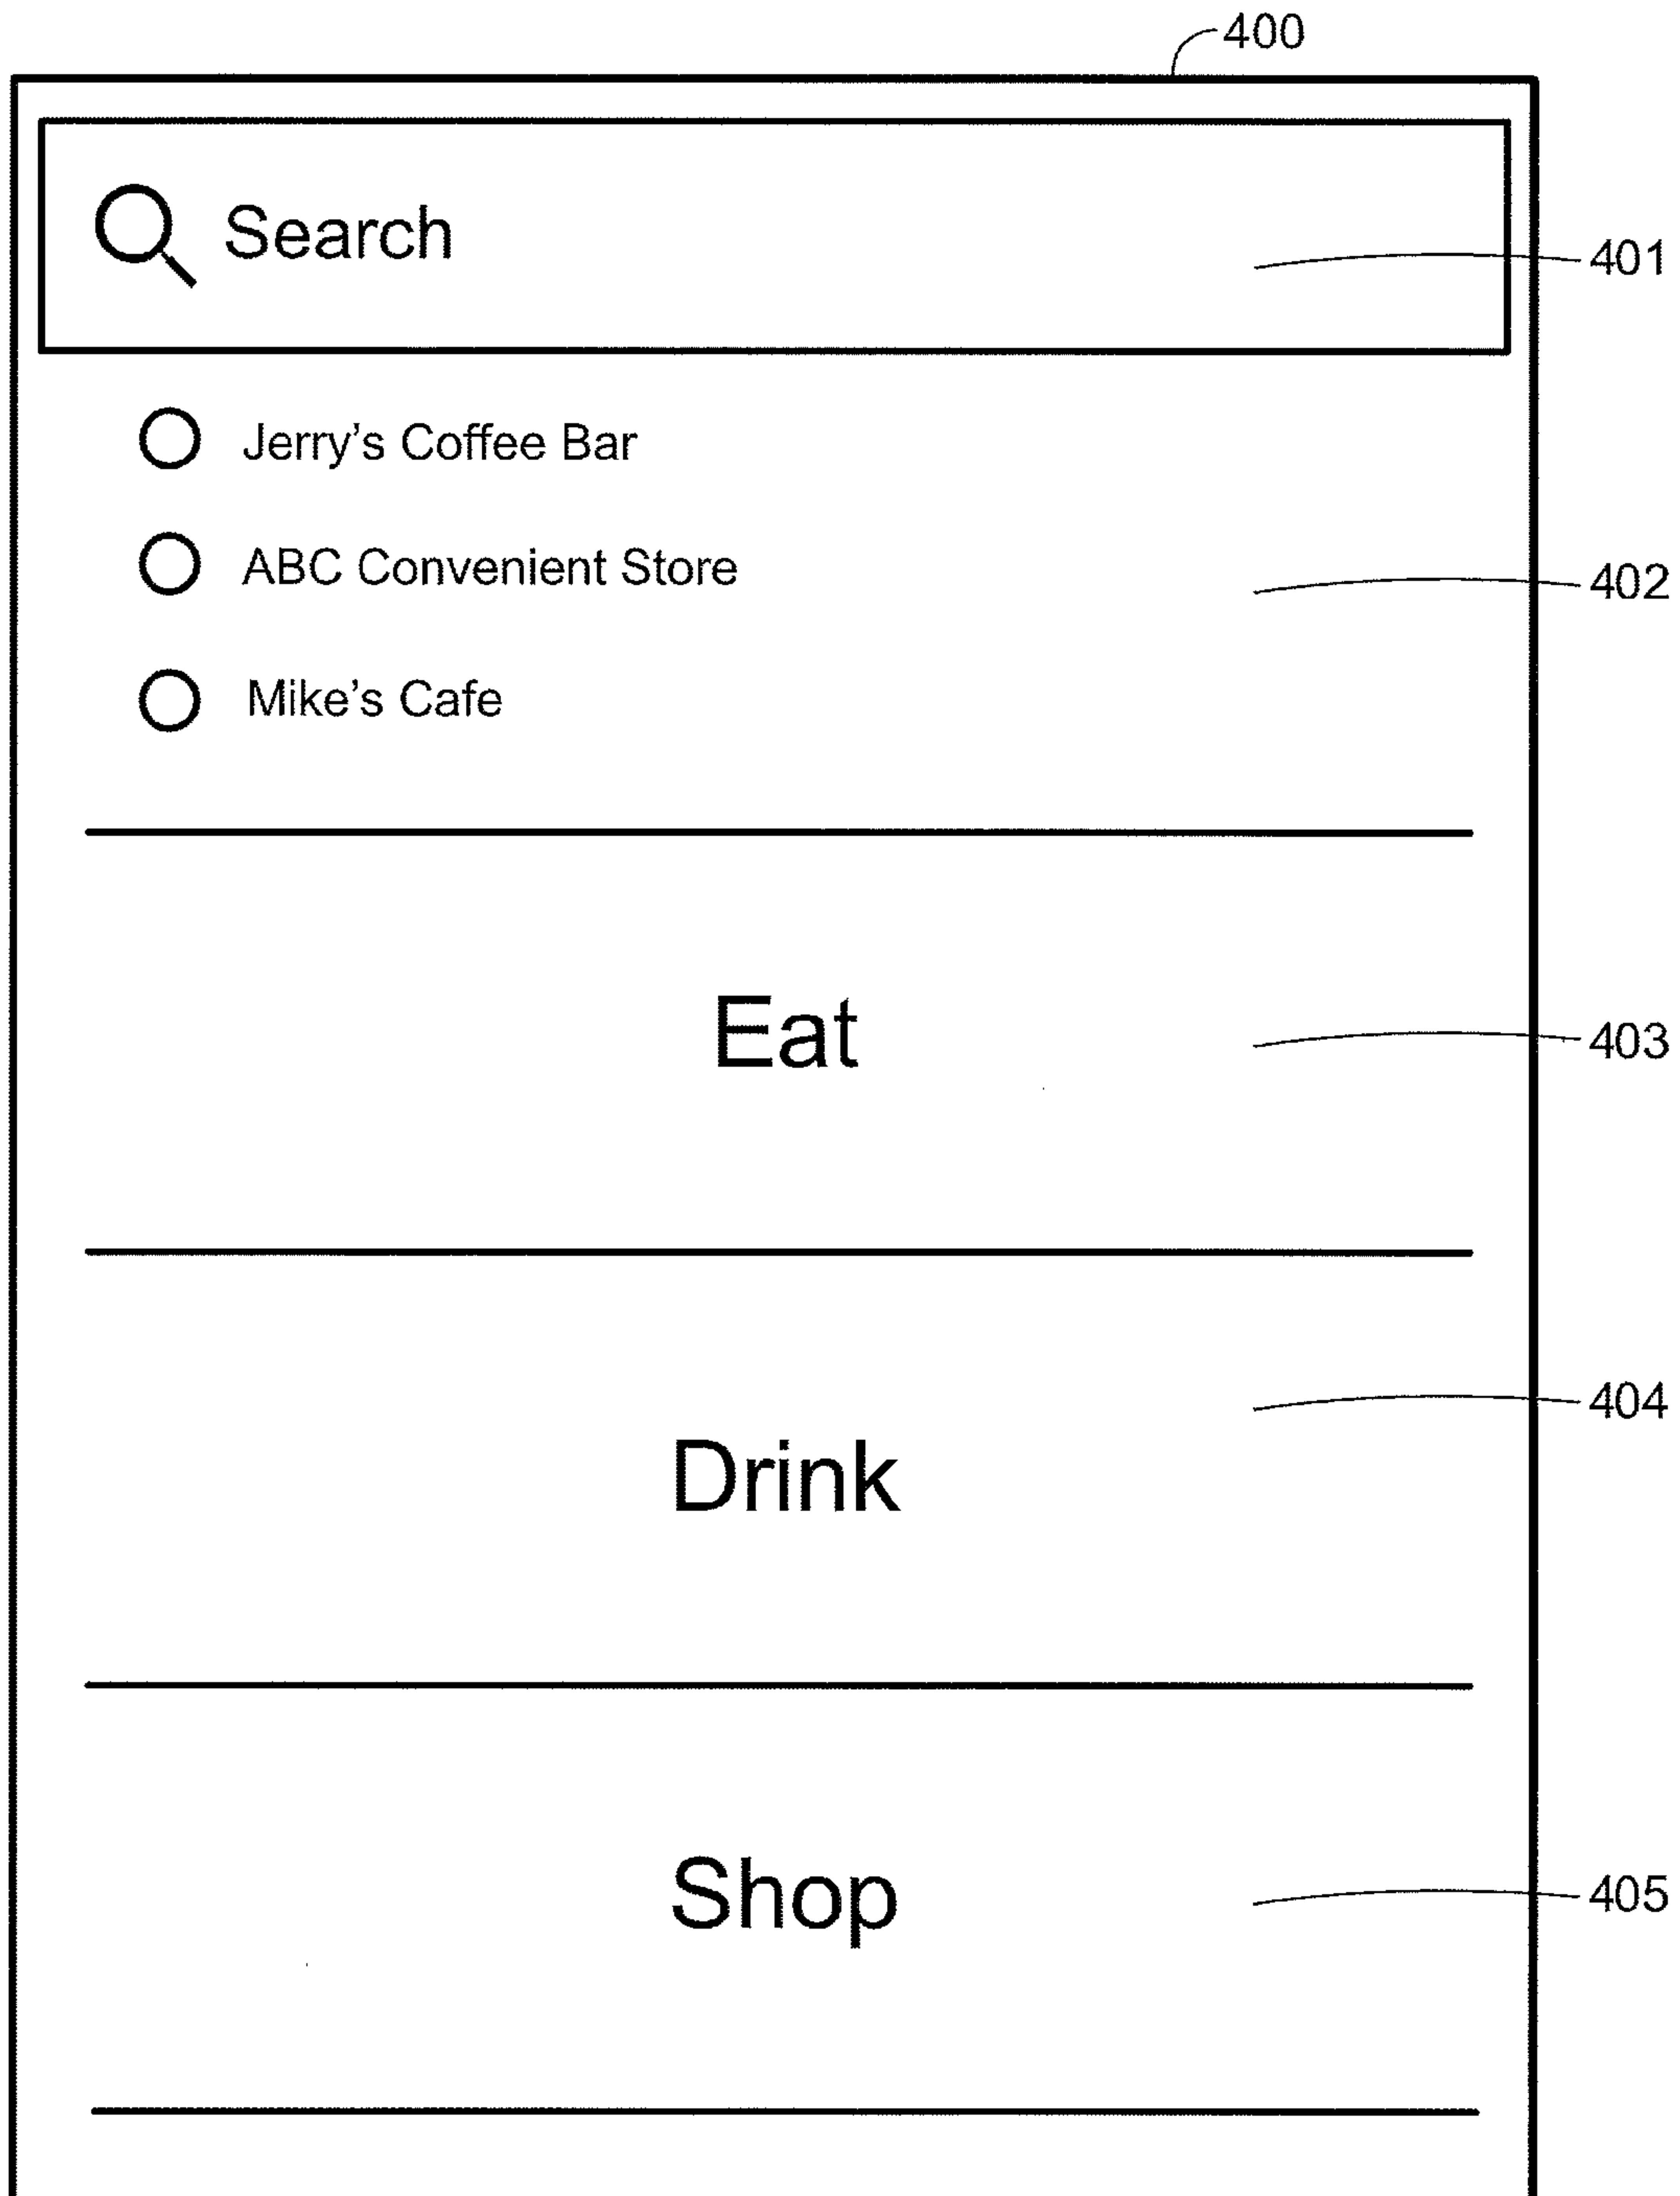 400
Search
401
Jerry's Coffee Bar
ABC Convenient Store
402
Mike's Cafe
Eat
403
404
Drink
Shop
405